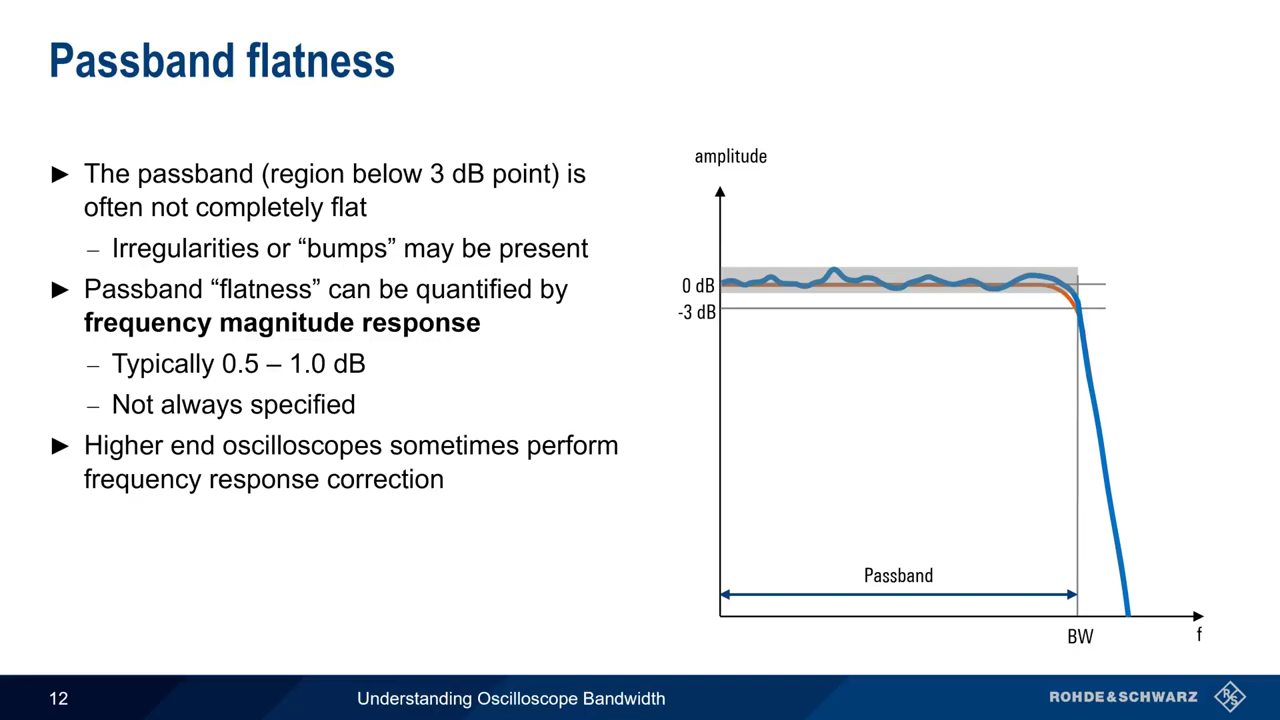 Passband flatness
► The passband (region below 3 dB point) is
often not completely flat
– Irregularities or “bumps” may be present
► Passband “flatness” can be quantified by
frequency magnitude response
– Typically 0.5 – 1.0 dB
– Not always specified
► Higher end oscilloscopes sometimes perform
frequency response correction
amplitude
0 dB
-3 dB
Passband
BW
f
12
Understanding Oscilloscope Bandwidth
ROHDE & SCHWARZ
R S